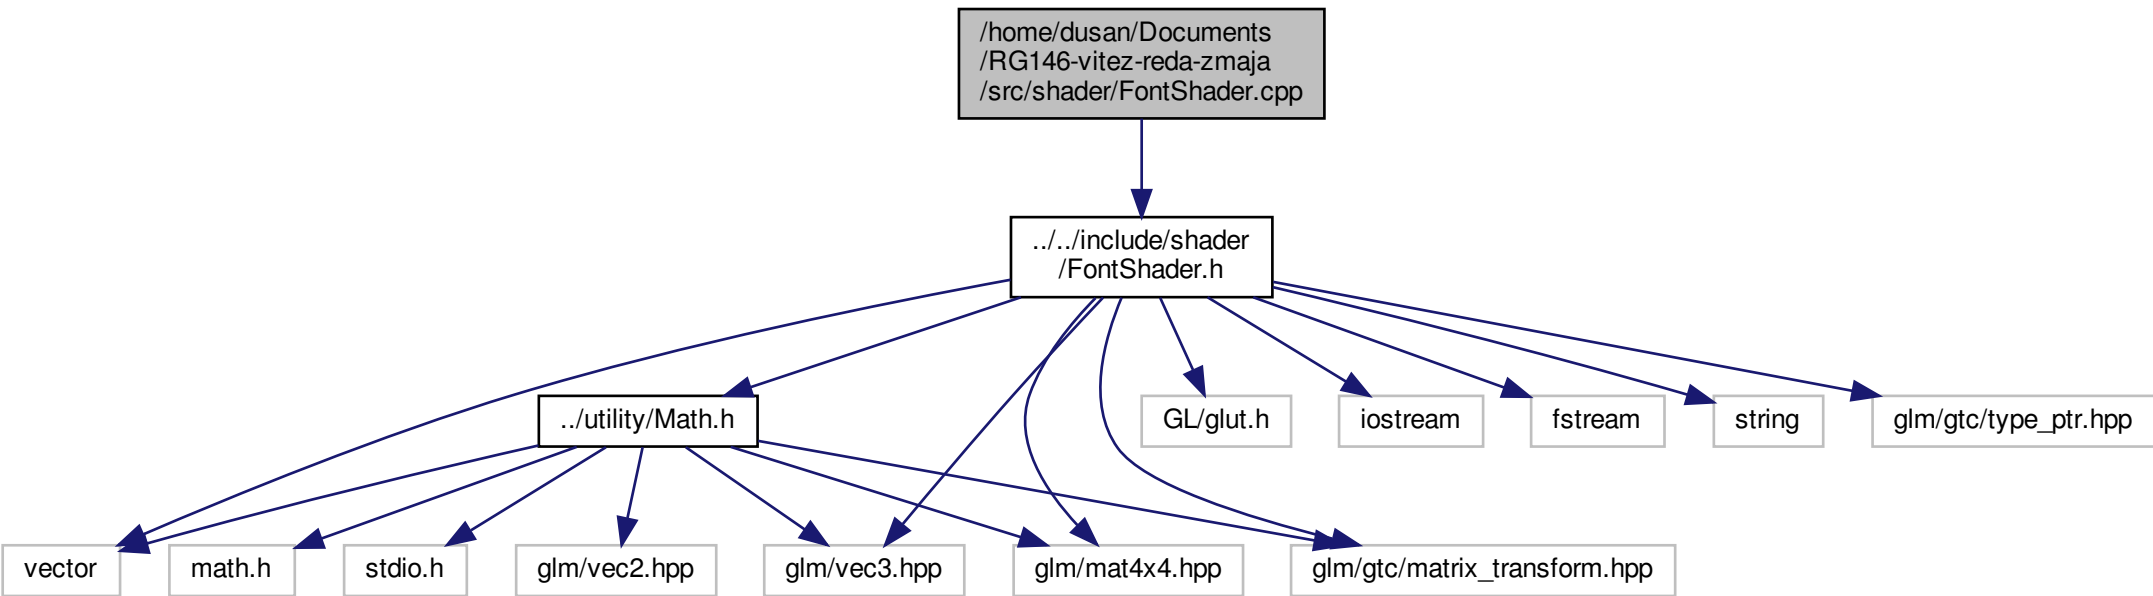 /home/dusan/Documents
/RG146-vitez-reda-zmaja
/src/shader/FontShader.cpp
../../include/shader
/FontShader.h
../utility/Math.h
GL/glut.h
iostream
fstream
string
glm/gtc/type_ptr.hpp
vector
math.h
stdio.h
glm/vec2.hpp
glm/vec3.hpp
glm/mat4x4.hpp
glm/gtc/matrix_transform.hpp